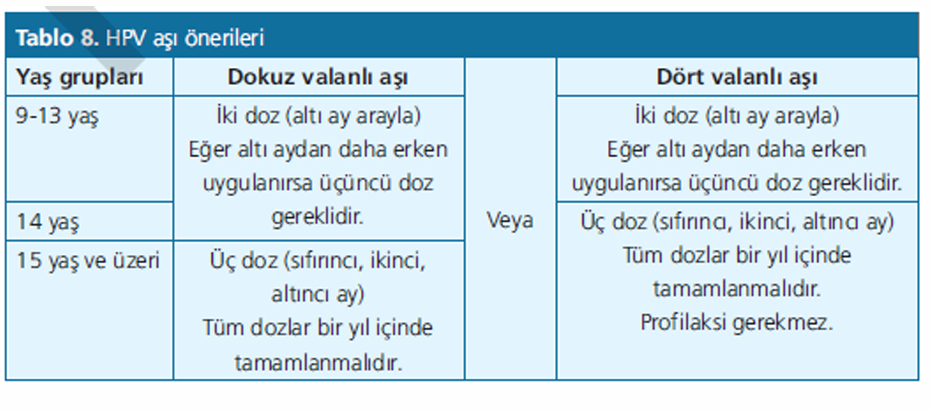 Tablo 8. HPV aşı önerileri
Yaş grupları
Dokuz valanlı aşı
Dört valanlı aşı
9-13 yaş
İki doz (altı ay arayla)
Eğer altı aydan daha erken
uygulanırsa üçüncü doz
gereklidir.
Veya
İki doz (altı ay arayla)
Eğer altı aydan daha erken
uygulanırsa üçüncü doz gereklidir.
14 yaş
Üç doz (sıfırıncı, ikinci, altıncı ay)
Tüm dozlar bir yıl içinde
tamamlanmalıdır.
Profilaksi gerekmez.
15 yaş ve üzeri
Üç doz (sıfırıncı, ikinci,
altıncı ay)
Tüm dozlar bir yıl içinde
tamamlanmalıdır.